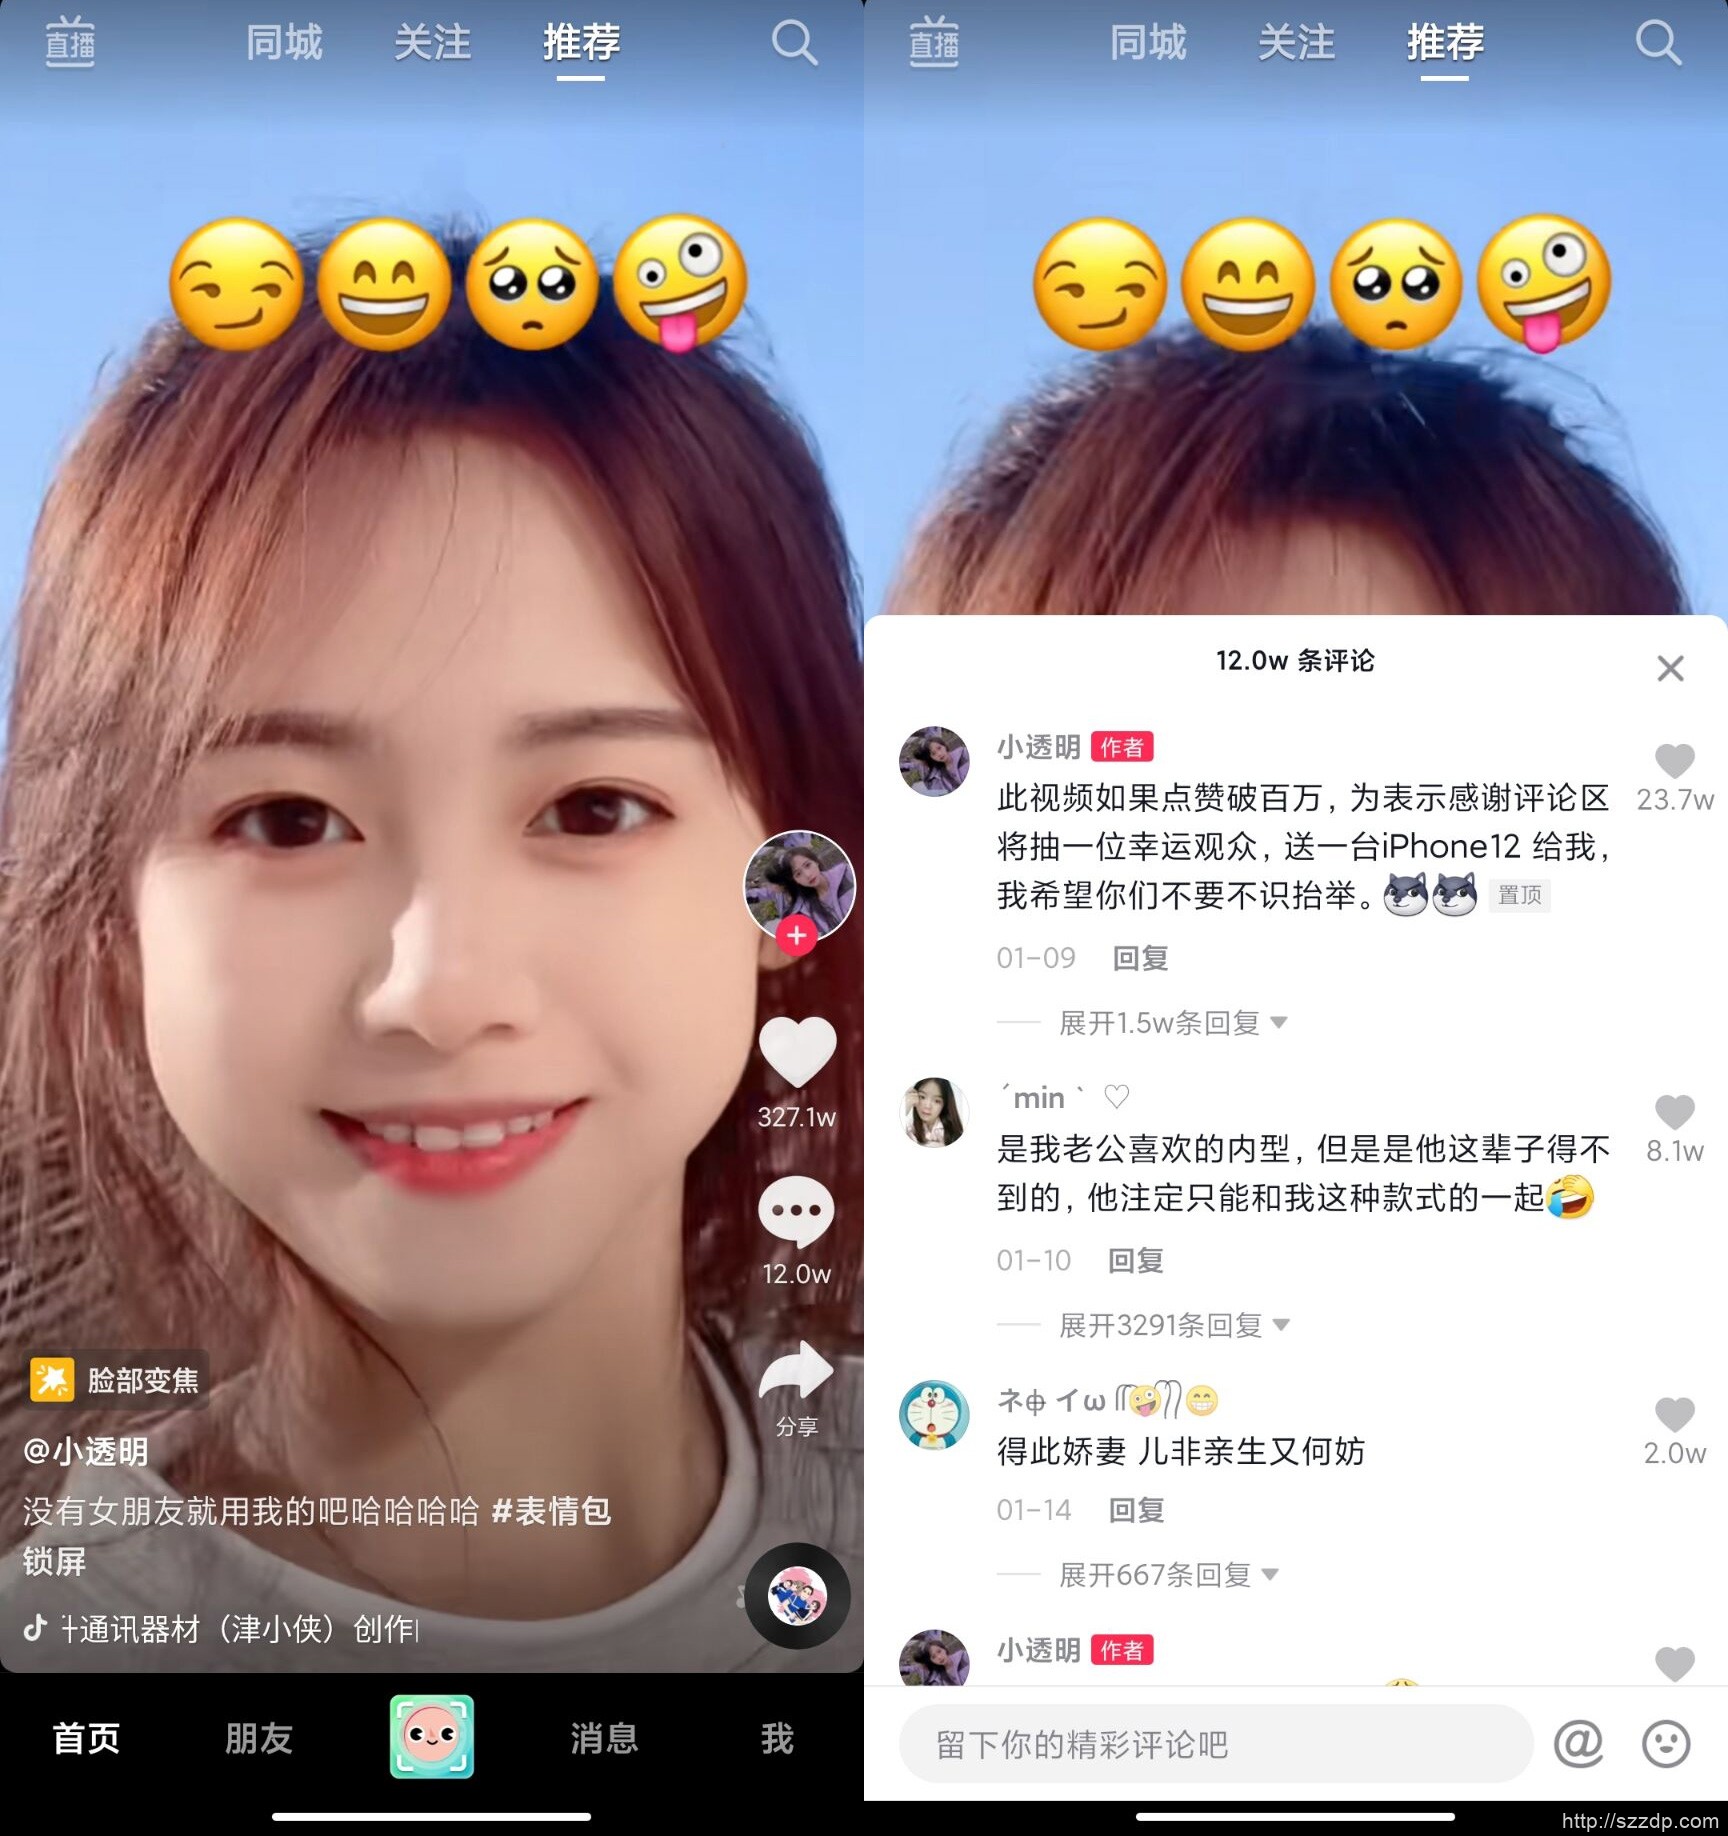 直播
同城
关注
推荐
327.1w
12.0w
分享
脸部变焦
@小透明
没有女朋友就用我的吧哈哈哈哈 #表情包
锁屏
通讯器材（津小侠）创作
首页
朋友
消息
我
直播
同城
关注
推荐
12.0w 条评论
小透明 作者
此视频如果点赞破百万，为表示感谢评论区
将抽一位幸运观众，送一台iPhone12 给我，
我希望你们不要不识抬举。 置顶
23.7w
01-09 回复
展开1.5w条回复
´min｀ ♡
是我老公喜欢的内型，但是是他这辈子得不
到的，他注定只能和我这种款式的一起🤣
8.1w
01-10 回复
展开3291条回复
得此娇妻 儿非亲生又何妨
2.0w
01-14 回复
展开667条回复
小透明 作者
留下你的精彩评论吧
http://szzdp.com